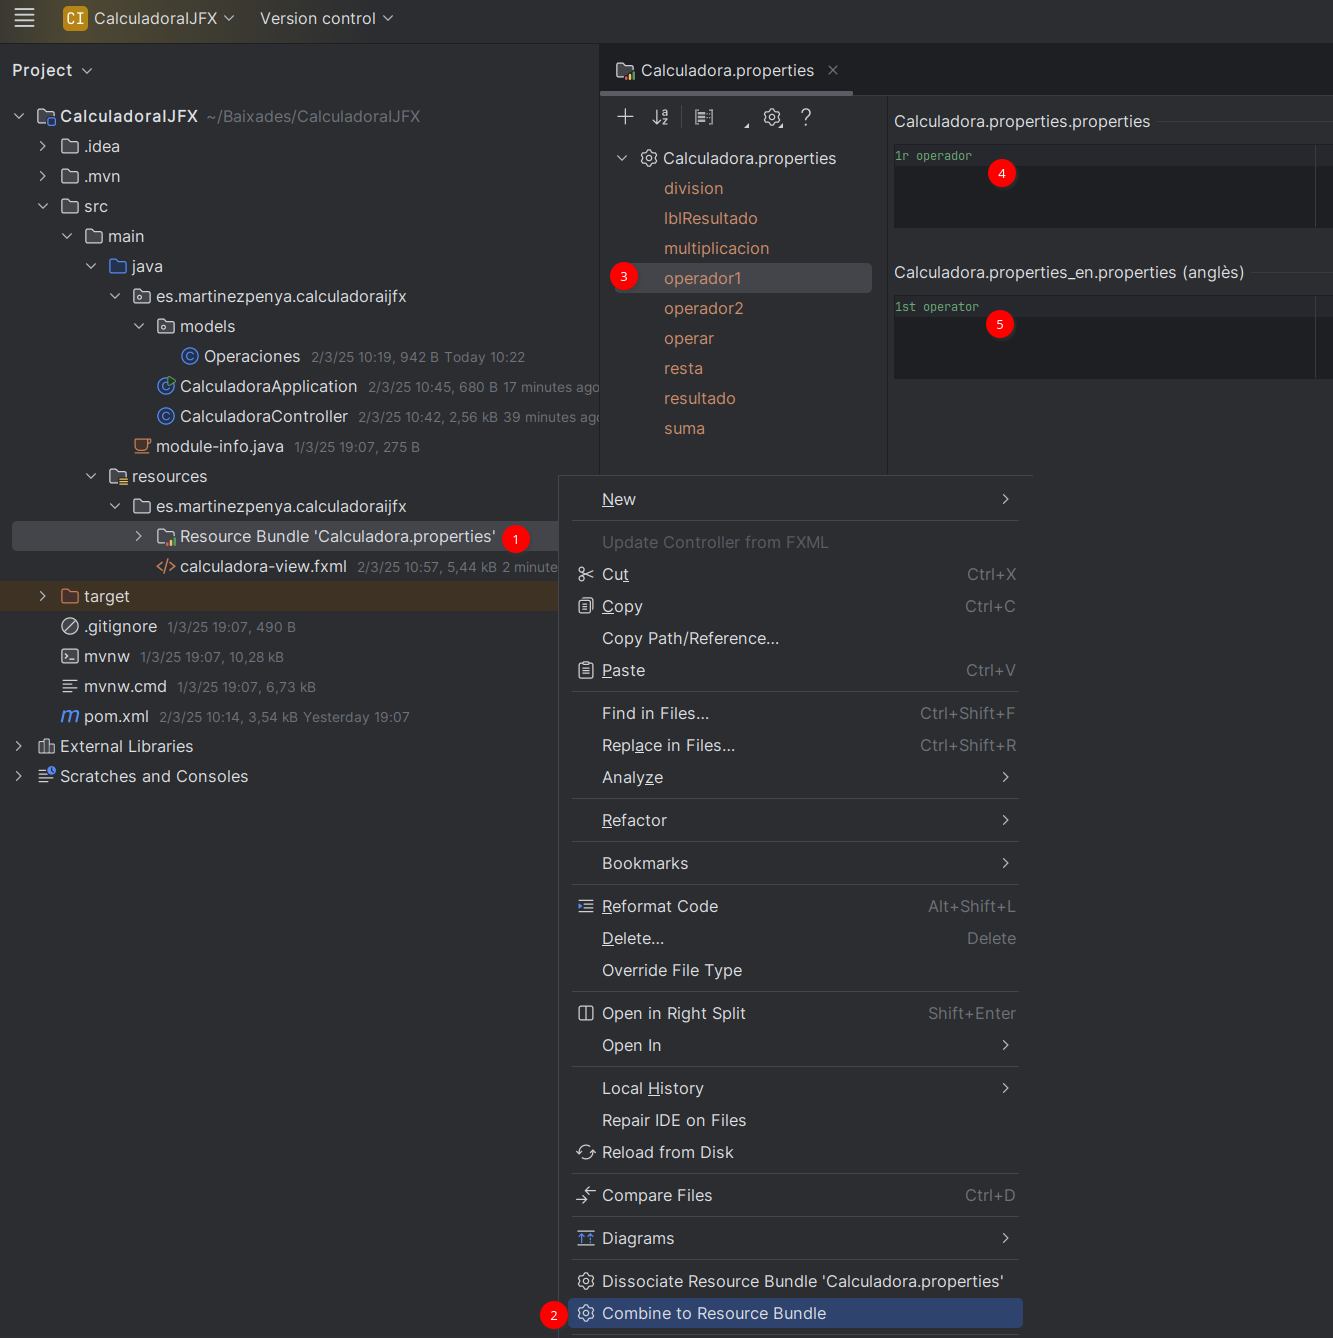 CI CalculadoraIJFX Version control
Project
CalculadoraIJFX ~/Baixades/CalculadoraIJFX
.idea
.mvn
src
main
java
es.martinezpenya.calculadoraijfx
models
Operaciones 2/3/25 10:19, 942 B Today 10:22
CalculadoraApplication 2/3/25 10:45, 680 B 17 minutes ago
CalculadoraController 2/3/25 10:42, 2,56 kB 39 minutes ago
module-info.java 1/3/25 19:07, 275 B
resources
es.martinezpenya.calculadoraijfx
Resource Bundle 'Calculadora.properties' 1
calculadora-view.fxml 2/3/25 10:57, 5,44 kB 2 minute
target
.gitignore 1/3/25 19:07, 490 B
mvnw 1/3/25 19:07, 10,28 kB
mvnw.cmd 1/3/25 19:07, 6,73 kB
pom.xml 2/3/25 10:14, 3,54 kB Yesterday 19:07
External Libraries
Scratches and Consoles
Calculadora.properties
Calculadora.properties
division
lblResultado
multiplicacion
3 operador1
operador2
operar
resta
resultado
suma
Calculadora.properties.properties
1r operador
4
Calculadora.properties_en.properties (anglès)
1st operator
5
New
Update Controller from FXML
Cut Ctrl+X
Copy Ctrl+C
Copy Path/Reference...
Paste Ctrl+V
Find in Files... Ctrl+Shift+F
Replace in Files... Ctrl+Shift+R
Analyze
Refactor
Bookmarks
Reformat Code Alt+Shift+L
Delete... Delete
Override File Type
Open in Right Split Shift+Enter
Open In
Local History
Repair IDE on Files
Reload from Disk
Compare Files Ctrl+D
Diagrams
Dissociate Resource Bundle 'Calculadora.properties'
2 Combine to Resource Bundle